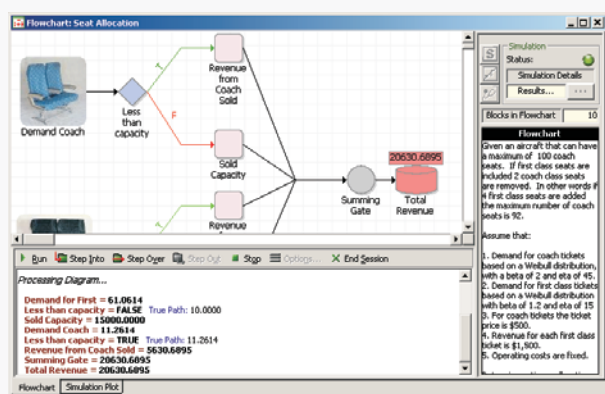 Flowchart: Seat Allocation
Demand Coach
Less than capacity
T
F
Revenue from Coach Sold
Sold Capacity
Summing Gate
20630.6895
Total Revenue
Simulation
Status:
Simulation Details
Results...
Blocks in Flowchart 10
Flowchart
Given an aircraft that can have
a maximum of 100 coach
seats. If first class seats are
included 2 coach class seats
are removed. In other words if
4 first class seats are added
the maximum number of coach
seats is 92.
Assume that:
1. Demand for coach tickets
based on a Weibull distribution,
with a beta of 2 and eta of 45.
2. Demand for first class tickets
based on a Weibull distribution
with beta of 1.2 and eta of 15
3. For coach tickets the ticket
price is $500.
4. Revenue for each first class
ticket is $1,500.
5. Operating costs are fixed.
Run Step Into Step Over Step Out Stop Options... End Session
Processing Diagram...
Demand for First = 61.0614
Less than capacity = FALSE True Path: 10.0000
Sold Capacity = 15000.0000
Demand Coach = 11.2614
Less than capacity = TRUE True Path: 11.2614
Revenue from Coach Sold = 5630.6895
Summing Gate = 20630.6895
Total Revenue = 20630.6895
Flowchart Simulation Plot